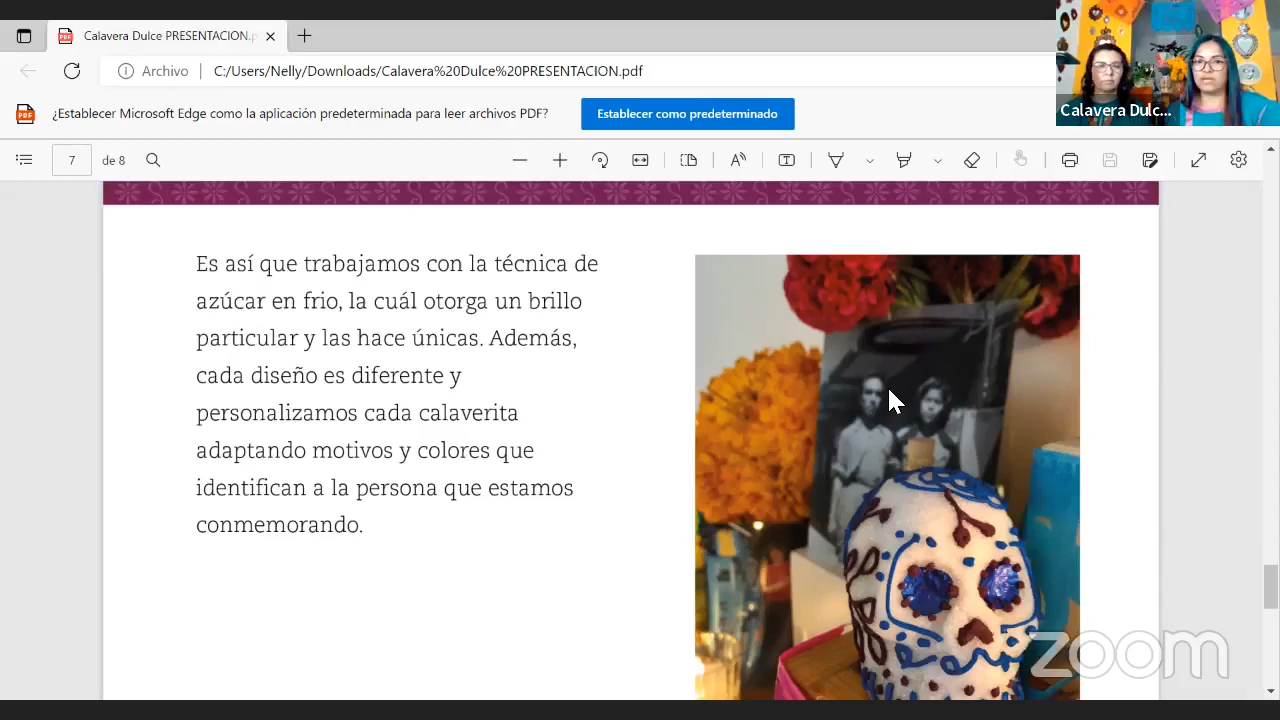 Calavera Dulce PRESENTACION.p
Archivo
C:/Users/Nelly/Downloads/Calavera%20Dulce%20PRESENTACION.pdf
¿Establecer Microsoft Edge como la aplicación predeterminada para leer archivos PDF?
Establecer como predeterminado
Calavera Dulc...
7
de 8
Es así que trabajamos con la técnica de
azúcar en frio, la cuál otorga un brillo
particular y las hace únicas. Además,
cada diseño es diferente y
personalizamos cada calaverita
adaptando motivos y colores que
identifican a la persona que estamos
conmemorando.
zoom